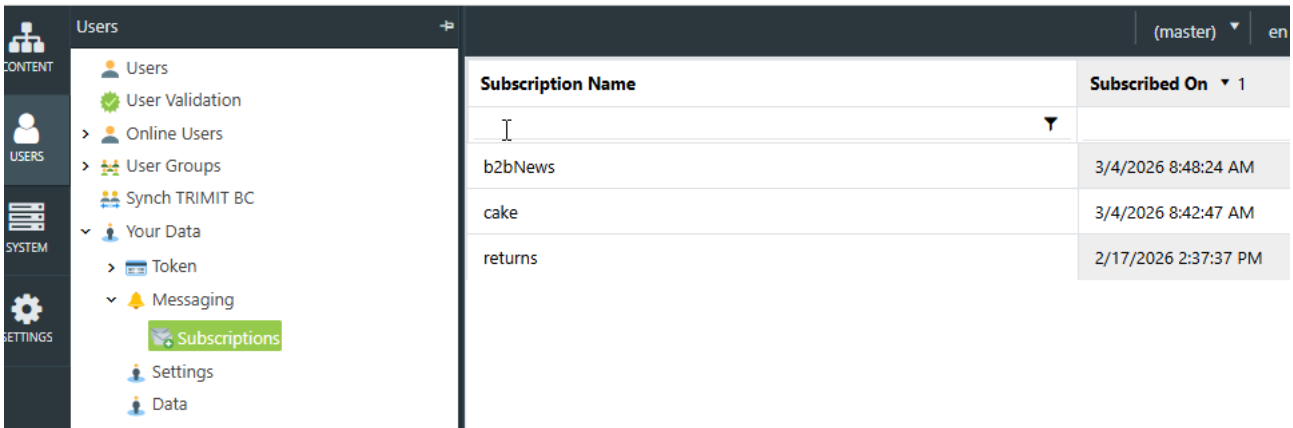 Users
(master) en
CONTENT
Users
User Validation
Online Users
USERS
User Groups
Synch TRIMIT BC
SYSTEM
Your Data
Token
Messaging
SETTINGS
Subscriptions
Settings
Data
Subscription Name Subscribed On 1
b2bNews 3/4/2026 8:48:24 AM
cake 3/4/2026 8:42:47 AM
returns 2/17/2026 2:37:37 PM